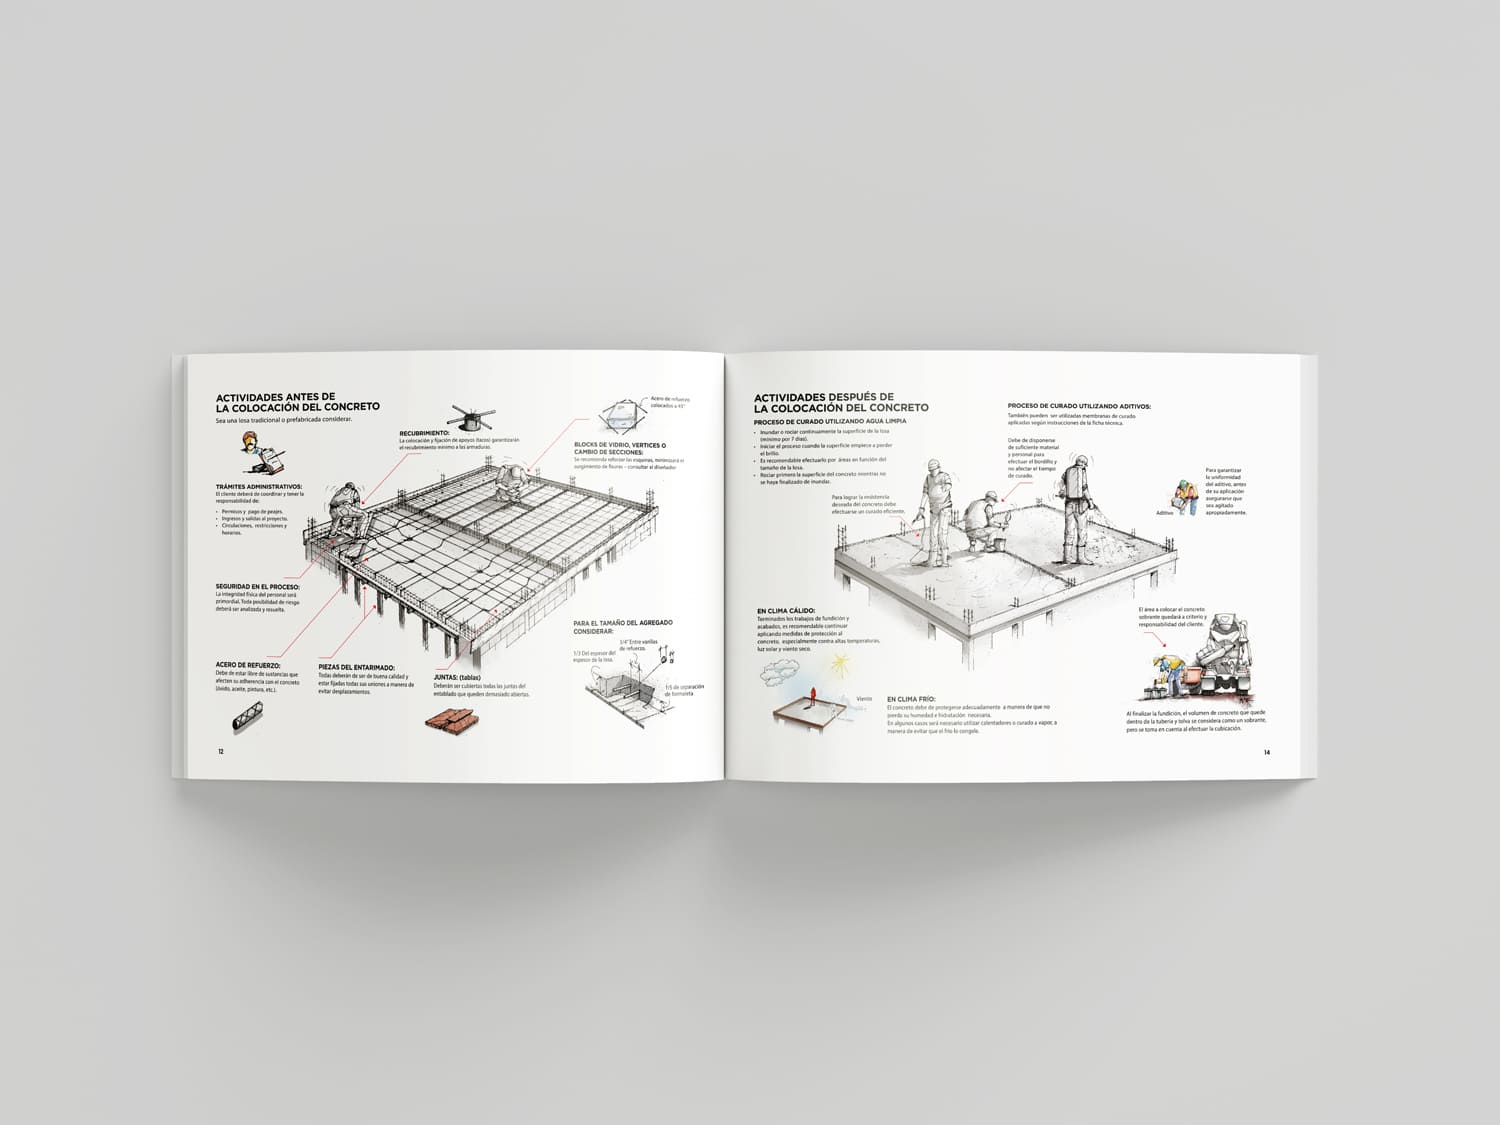 ACTIVIDADES ANTES DE
LA COLOCACIÓN DEL CONCRETO
Sea una losa tradicional o prefabricada considerar.
TRÁMITES ADMINISTRATIVOS:
El cliente deberá de coordinar y tener la
responsabilidad de:
• Permisos y pago de peajes.
• Ingresos y salidas al proyecto.
• Circulaciones, restricciones y
horarios.
RECUBRIMIENTO:
La colocación y fijación de apoyos (tacos) garantizarán
el recubrimiento mínimo a las armaduras.
Acero de refuerzo
colocados a 45°
BLOCKS DE VIDRIO, VERTICES O
CAMBIO DE SECCIONES:
Se recomienda reforzar las esquinas, minimizará el
surgimiento de fisuras - consultar al diseñador
SEGURIDAD EN EL PROCESO:
La integridad física del personal será
primordial. Toda posibilidad de riesgo
deberá ser analizada y resuelta.
ACERO DE REFUERZO:
Debe de estar libre de sustancias que
afecten su adherencia con el concreto
(óxido, aceite, pintura, etc.).
PIEZAS DEL ENTARIMADO:
Todas deberán de ser de buena calidad y
estar fijadas todas sus uniones a manera de
evitar desplazamientos.
JUNTAS: (tablas)
Deberán ser cubiertas todas las juntas del
entablado que queden demasiado abiertas.
PARA EL TAMAÑO DEL AGREGADO
CONSIDERAR:
3/4" Entre varillas
de refuerzo.
1/3 Del espesor del
espesor de la losa.
1/5 de separación
de formaleta
12
ACTIVIDADES DESPUÉS DE
LA COLOCACIÓN DEL CONCRETO
PROCESO DE CURADO UTILIZANDO AGUA LIMPIA
• Inundar o rociar continuamente la superficie de la losa
(mínimo por 7 días).
• Iniciar el proceso cuando la superficie empiece a perder
el brillo.
• Es recomendable efectuarlo por áreas en función del
tamaño de la losa.
• Rociar primero la superficie del concreto mientras no
se haya finalizado de inundar.
Para lograr la resistencia
deseada del concreto debe
efectuarse un curado eficiente.
PROCESO DE CURADO UTILIZANDO ADITIVOS:
También pueden ser utilizadas membranas de curado
aplicadas según instrucciones de la ficha técnica.
Debe de disponerse
de suficiente material
y personal para
efectuar el bordillo y
no afectar el tiempo
de curado.
Aditivo
Para garantizar
la uniformidad
del aditivo, antes
de su aplicación
asegurarse que
sea agitado
apropiadamente.
EN CLIMA CÁLIDO:
Terminados los trabajos de fundición y
acabados, es recomendable continuar
aplicando medidas de protección al
concreto, especialmente contra altas temperaturas,
luz solar y viento seco.
Viento
EN CLIMA FRÍO:
El concreto debe de protegerse adecuadamente a manera de que no
pierda su humedad e hidratación necesaria.
En algunos casos será necesario utilizar calentadores o curado a vapor, a
manera de evitar que el frío lo congele.
El área a colocar el concreto
sobrante quedará a criterio y
responsabilidad del cliente.
Al finalizar la fundición, el volumen de concreto que quede
dentro de la tubería y tolva se considera como un sobrante,
pero se toma en cuenta al efectuar la cubicación.
14